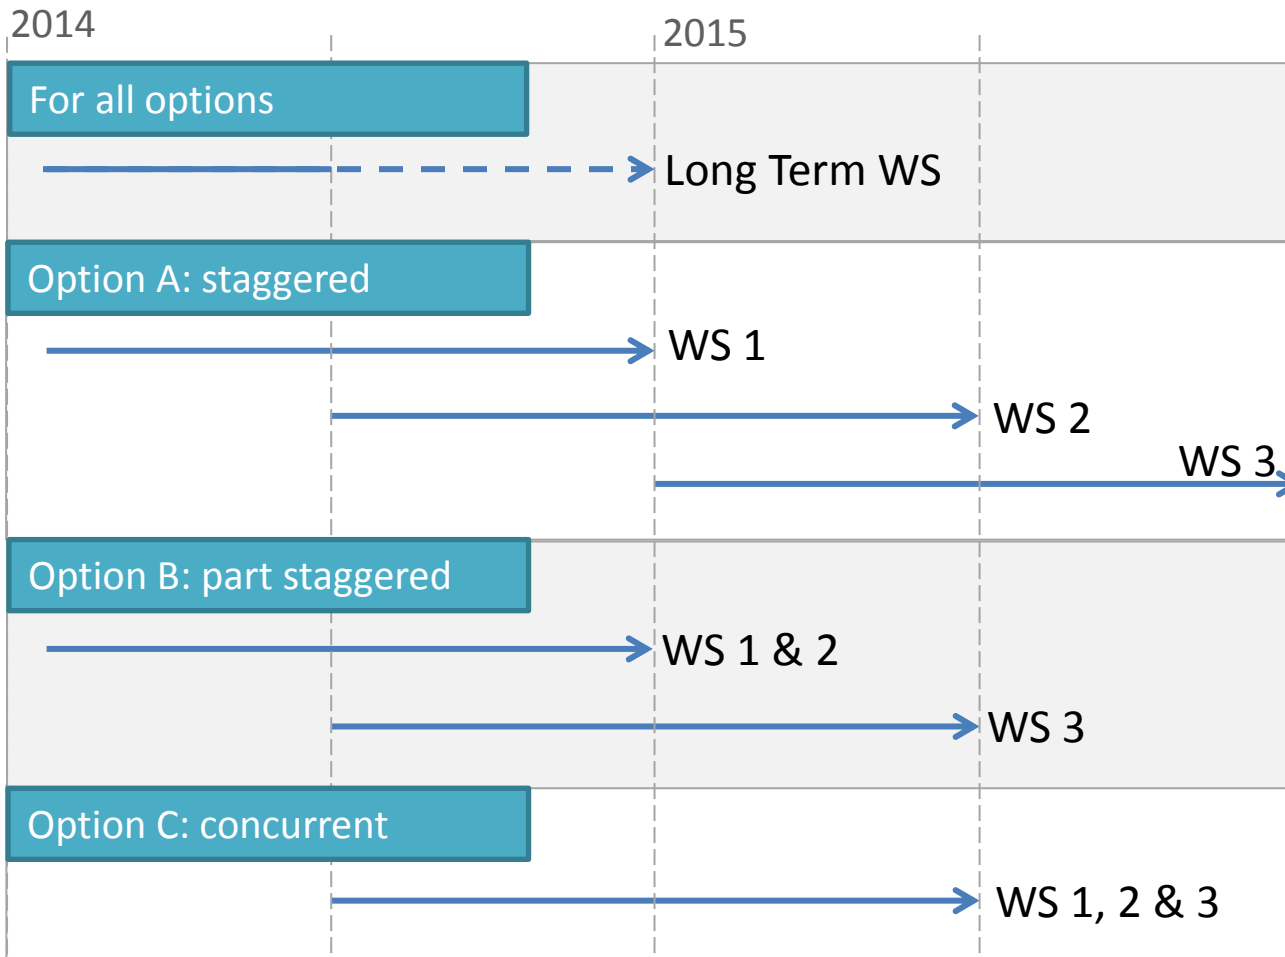 2014
2015
For all options
Long Term WS
Option A: staggered
WS 1
WS 2
WS 3
Option B: part staggered
WS 1 & 2
WS 3
Option C: concurrent
WS 1, 2 & 3